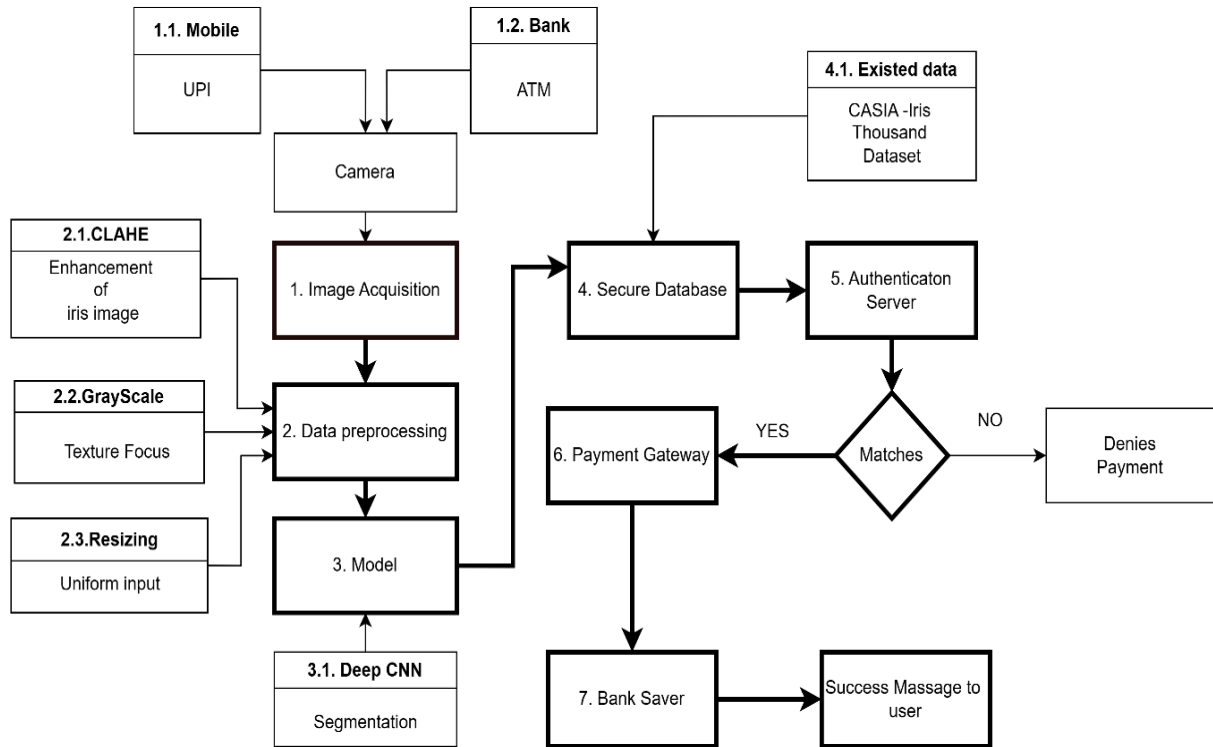 1.1. Mobile
UPI
1.2. Bank
ATM
4.1. Existed data
CASIA -Iris
Thousand
Dataset
Camera
2.1.CLAHE
Enhancement
of
iris image
1. Image Acquisition
4. Secure Database
5. Authenticaton
Server
2.2.GrayScale
Texture Focus
2. Data preprocessing
6. Payment Gateway
YES
Matches
NO
Denies
Payment
2.3.Resizing
Uniform input
3. Model
3.1. Deep CNN
Segmentation
7. Bank Saver
Success Massage to
user